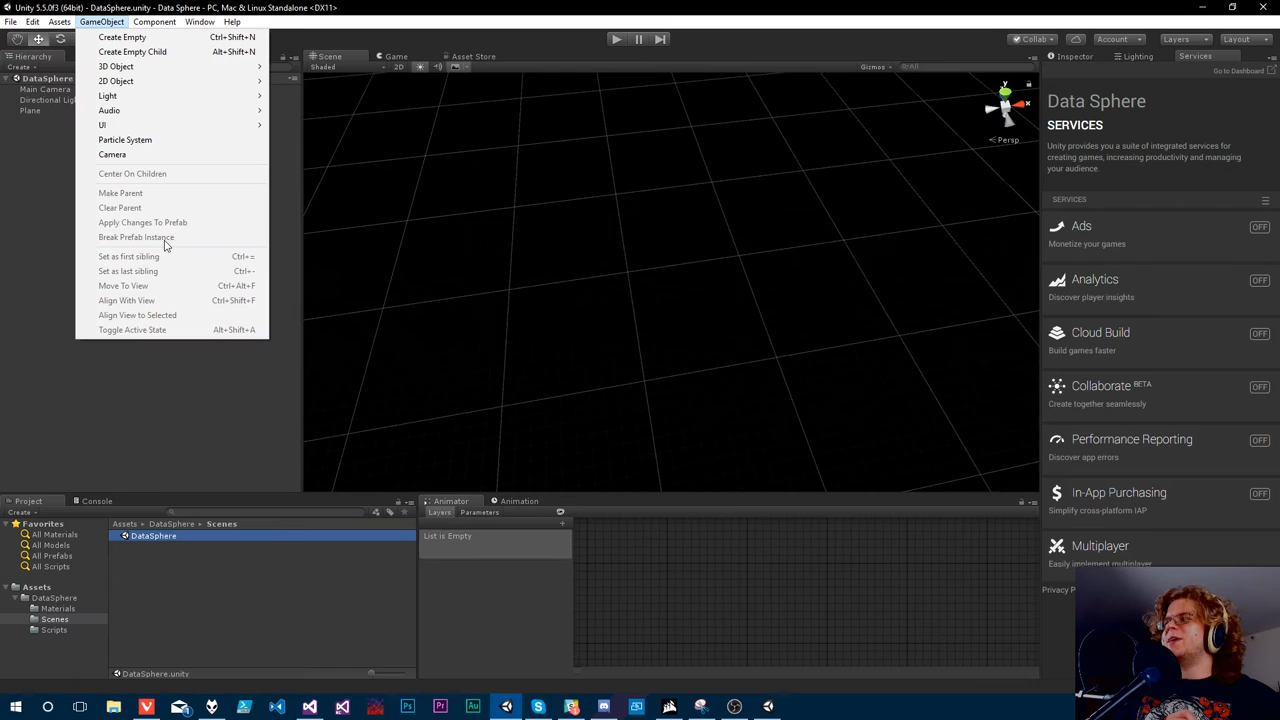 Unity 5.5.0f3 (64bit) - DataSphere.unity - Data Sphere - PC, Mac & Linux Standalone <DX11>
File Edit Assets GameObject Component Window Help
Collab Account Layers Layout
Hierarchy
Create
DataSphere
Main Camera
Directional Ligh
Plane
Create Empty Ctrl+Shift+N
Create Empty Child Alt+Shift+N
3D Object
2D Object
Light
Audio
UI
Particle System
Camera
Center On Children
Make Parent
Clear Parent
Apply Changes To Prefab
Break Prefab Instance
Set as first sibling Ctrl+=
Set as last sibling Ctrl+-
Move To View Ctrl+Alt+F
Align With View Ctrl+Shift+F
Align View to Selected
Toggle Active State Alt+Shift+A
Scene Game Asset Store
Shaded 2D Gizmos All
y
x
Persp
Inspector Lighting Services
Go to Dashboard
Data Sphere
SERVICES
Unity provides you a suite of integrated services for
creating games, increasing productivity and managing
your audience.
SERVICES
Ads OFF
Monetize your games
Analytics OFF
Discover player insights
Cloud Build OFF
Build games faster
Collaborate BETA OFF
Create together seamlessly
Performance Reporting OFF
Discover app errors
In-App Purchasing OFF
Simplify cross-platform IAP
Multiplayer
Easily implement multiplayer
Privacy P
Project Console
Create
Favorites
All Materials
All Models
All Prefabs
All Scripts
Assets
DataSphere
Materials
Scenes
Scripts
Assets DataSphere Scenes
DataSphere
DataSphere.unity
Animator Animation
Layers Parameters
List is Empty